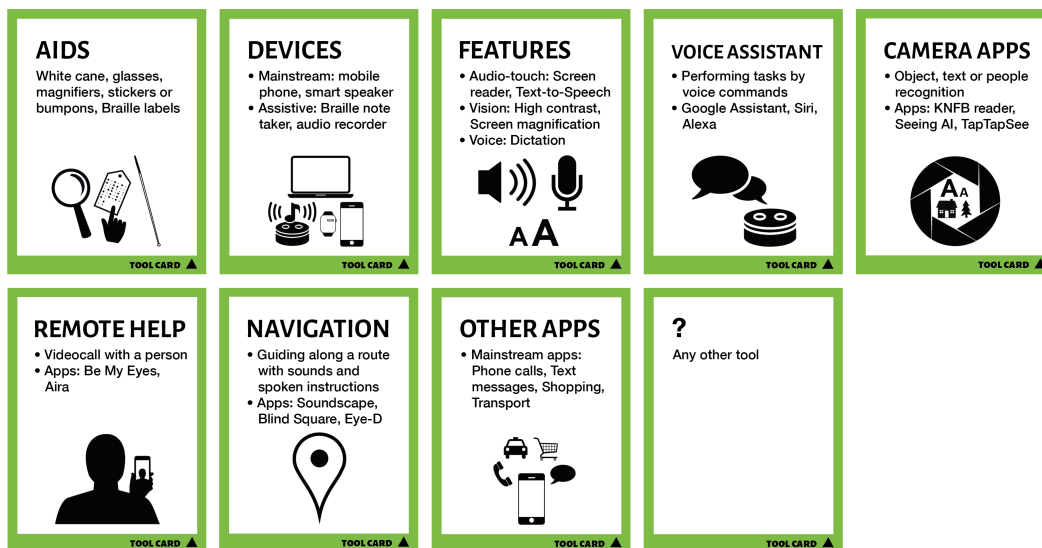 AIDS
White cane, glasses,
magnifiers, stickers or
bumpons, Braille labels
TOOL CARD
DEVICES
• Mainstream: mobile
phone, smart speaker
• Assistive: Braille note
taker, audio recorder
TOOL CARD
FEATURES
• Audio-touch: Screen
reader, Text-to-Speech
• Vision: High contrast,
Screen magnification
• Voice: Dictation
AA
TOOL CARD
VOICE ASSISTANT
• Performing tasks by
voice commands
• Google Assistant, Siri,
Alexa
TOOL CARD
CAMERA APPS
• Object, text or people
recognition
• Apps: KNFB reader,
Seeing AI, TapTapSee
AA
TOOL CARD
REMOTE HELP
• Videocall with a person
• Apps: Be My Eyes,
Aira
TOOL CARD
NAVIGATION
• Guiding along a route
with sounds and
spoken instructions
• Apps: Soundscape,
Blind Square, Eye-D
TOOL CARD
OTHER APPS
• Mainstream apps:
Phone calls, Text
messages, Shopping,
Transport
TOOL CARD
?
Any other tool
TOOL CARD